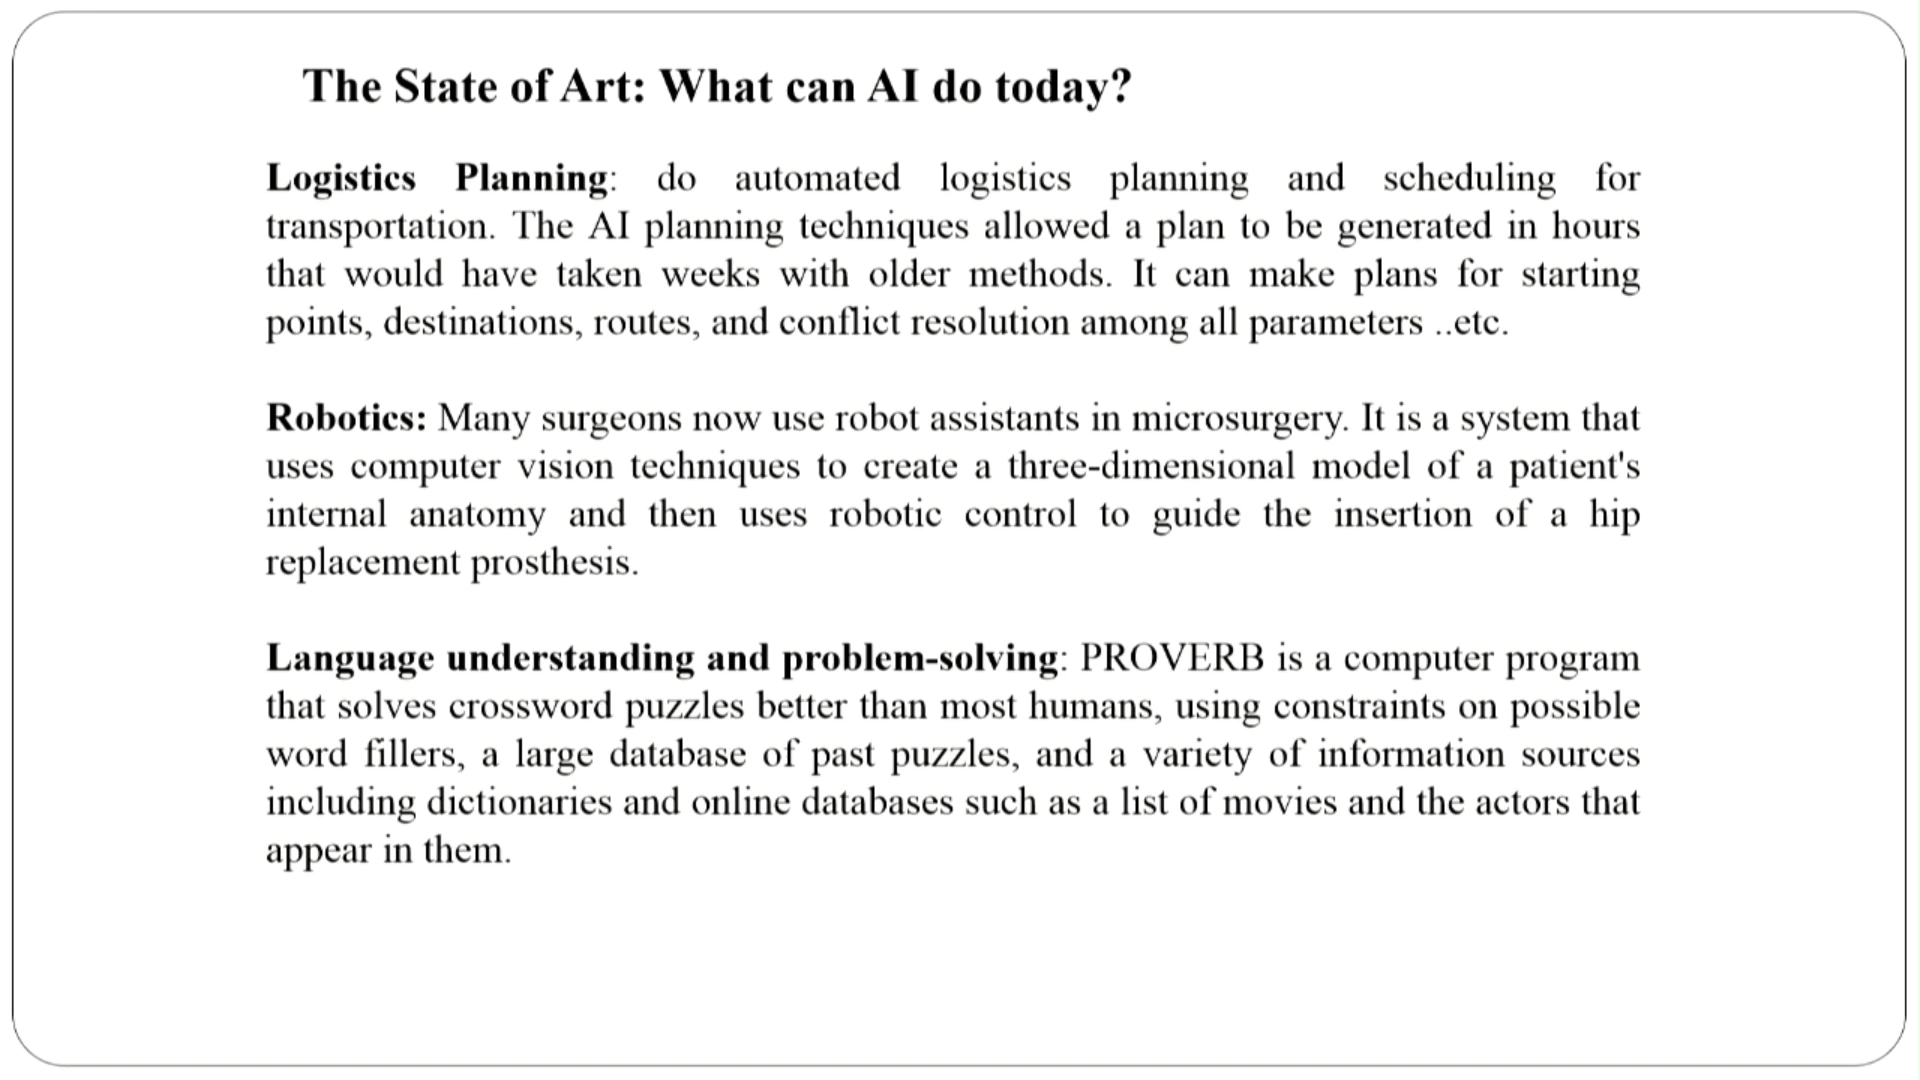 The State of Art: What can AI do today?
Logistics Planning: do automated logistics planning and scheduling for
transportation. The AI planning techniques allowed a plan to be generated in hours
that would have taken weeks with older methods. It can make plans for starting
points, destinations, routes, and conflict resolution among all parameters ..etc.
Robotics: Many surgeons now use robot assistants in microsurgery. It is a system that
uses computer vision techniques to create a three-dimensional model of a patient's
internal anatomy and then uses robotic control to guide the insertion of a hip
replacement prosthesis.
Language understanding and problem-solving: PROVERB is a computer program
that solves crossword puzzles better than most humans, using constraints on possible
word fillers, a large database of past puzzles, and a variety of information sources
including dictionaries and online databases such as a list of movies and the actors that
appear in them.